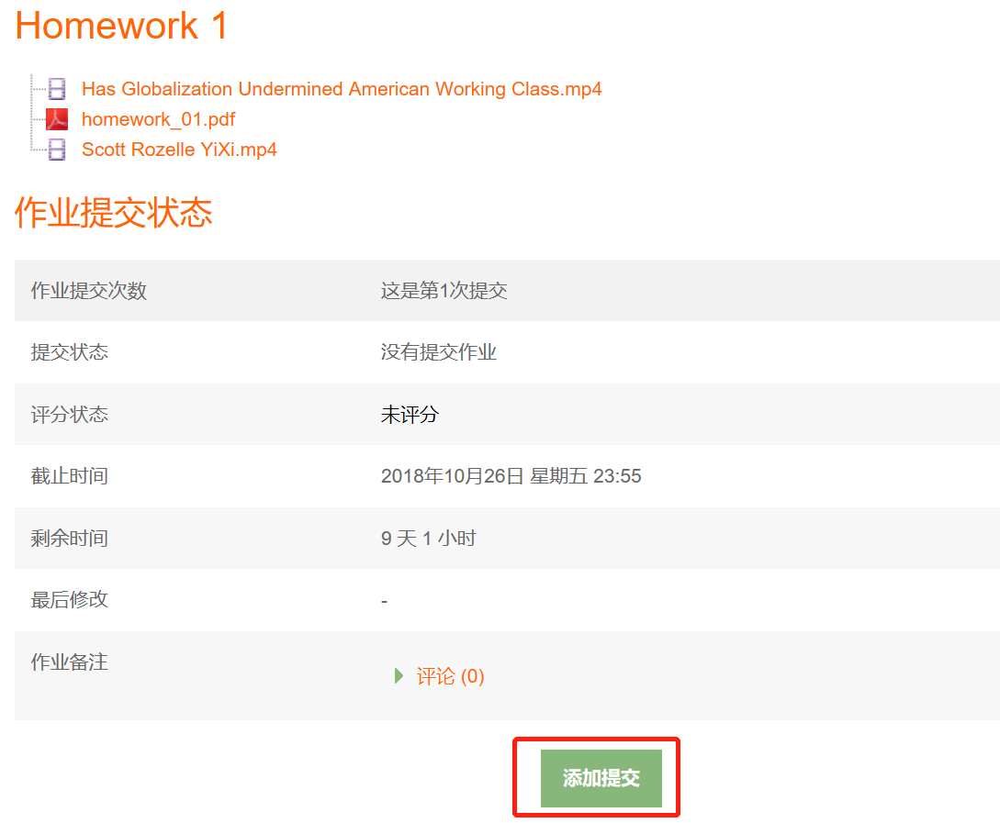 Homework 1
Has Globalization Undermined American Working Class.mp4
homework_01.pdf
Scott Rozelle YiXi.mp4
作业提交状态
作业提交次数 这是第1次提交
提交状态 没有提交作业
评分状态 未评分
截止时间 2018年10月26日 星期五 23:55
剩余时间 9 天 1 小时
最后修改 -
作业备注
评论 (0)
添加提交